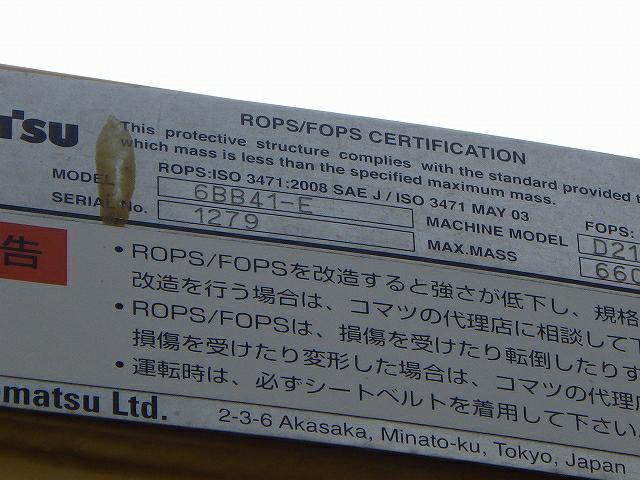 ROPS/FOPS CERTIFICATION
This protective structure complies with the standard provided
which mass is less than the specified maximum mass.
ROPS:ISO 3471:2008 SAE J / ISO 3471 MAY 03 FOPS:
MODEL 6BB41-E MACHINE MODEL D21
SERIAL No. 1279 MAX.MASS 660
告
• ROPS/FOPSを改造すると強さが低下し、規格
改造を行う場合は、コマツの代理店に相談して下
• ROPS/FOPSは、損傷を受けたり転倒したりす
損傷を受けたり変形した場合は、コマツの代理店
• 運転時は、必ずシートベルトを着用して下さい
omatsu Ltd. 2-3-6 Akasaka, Minato-ku, Tokyo, Japan